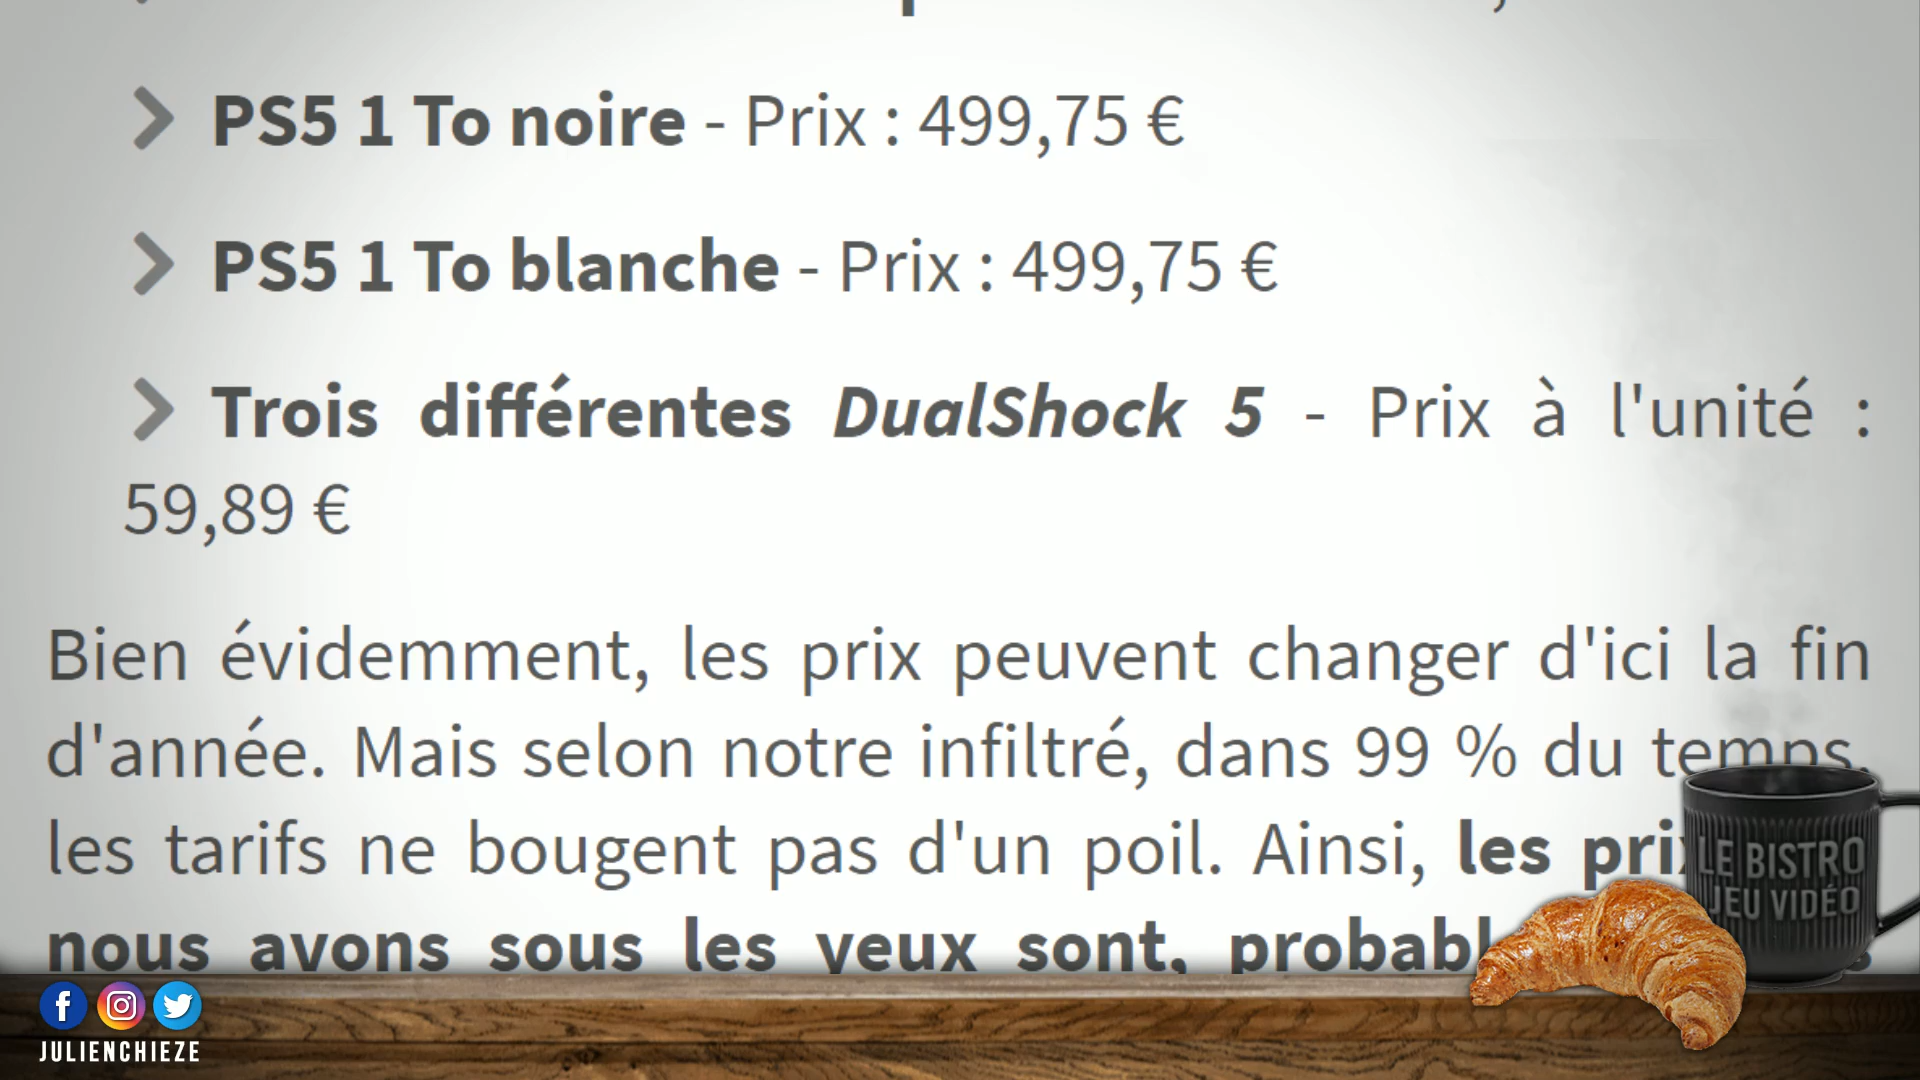 PS5 1 To noire - Prix : 499,75 €
PS5 1 To blanche - Prix : 499,75 €
Trois différentes DualShock 5 - Prix à l'unité :
59,89 €
Bien évidemment, les prix peuvent changer d'ici la fin
d'année. Mais selon notre infiltré, dans 99 % du temps,
les tarifs ne bougent pas d'un poil. Ainsi, les prix
nous avons sous les yeux sont,
LE BISTRO
JEU VIDÉO
JULIENCHIEZE